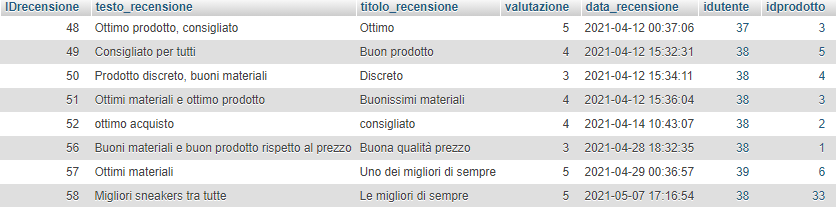 IDrecensione testo_recensione titolo_recensione valutazione data_recensione idutente idprodotto
48 Ottimo prodotto, consigliato Ottimo 5 2021-04-12 00:37:06 37 3
49 Consigliato per tutti Buon prodotto 4 2021-04-12 15:32:31 38 5
50 Prodotto discreto, buoni materiali Discreto 3 2021-04-12 15:34:11 38 4
51 Ottimi materiali e ottimo prodotto Buonissimi materiali 4 2021-04-12 15:36:04 38 3
52 ottimo acquisto consigliato 4 2021-04-14 10:43:07 38 2
56 Buoni materiali e buon prodotto rispetto al prezzo Buona qualità prezzo 3 2021-04-28 18:32:35 38 1
57 Ottimi materiali Uno dei migliori di sempre 5 2021-04-29 00:36:57 39 6
58 Migliori sneakers tra tutte Le migliori di sempre 5 2021-05-07 17:16:54 38 33